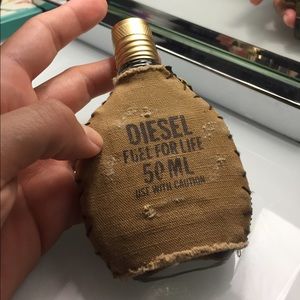 DIESEL
FUEL FOR LIFE
50 ML
USE WITH CAUTION